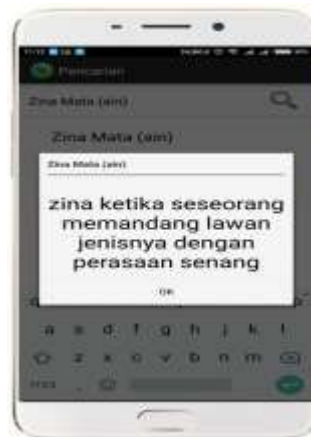 Pencarian
Zina Mata (ain)
Zina Mata (ain)
Zina Mata (ain)
zina ketika seseorang
memandang lawan
jenisnya dengan
perasaan senang
OK
a s d f g h j k l
z x c v b n m